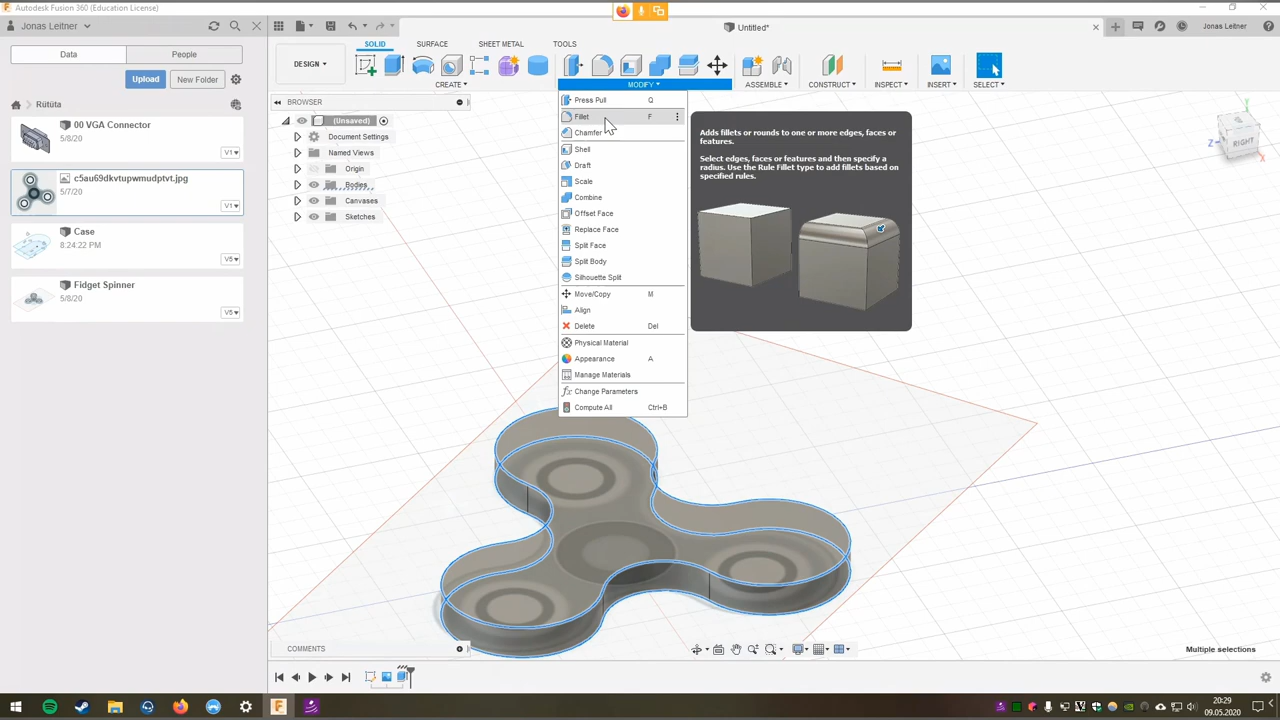 Autodesk Fusion 360 (Education License)
Jonas Leitner
Untitled*
Jonas Leitner
Data
People
SOLID
SURFACE
SHEET METAL
TOOLS
DESIGN
Upload
New Folder
CREATE
MODIFY
ASSEMBLE
CONSTRUCT
INSPECT
INSERT
SELECT
Rütüta
BROWSER
00 VGA Connector
5/8/20
V1
c5au69dkvtupwmudptvt.jpg
5/7/20
V1
Case
8:24:22 PM
V5
Fidget Spinner
5/8/20
V5
(Unsaved)
Document Settings
Named Views
Origin
Bodies
Canvases
Sketches
Press Pull Q
Fillet F
Chamfer
Shell
Draft
Scale
Combine
Offset Face
Replace Face
Split Face
Split Body
Silhouette Split
Move/Copy M
Align
Delete Del
Physical Material
Appearance A
Manage Materials
Change Parameters
Compute All Ctrl+B
Adds fillets or rounds to one or more edges, faces or
features.
Select edges, faces or features and then specify a
radius. Use the Rule Fillet type to add fillets based on
specified rules.
Y
Z
RIGHT
COMMENTS
Multiple selections
20:29
09.05.2020